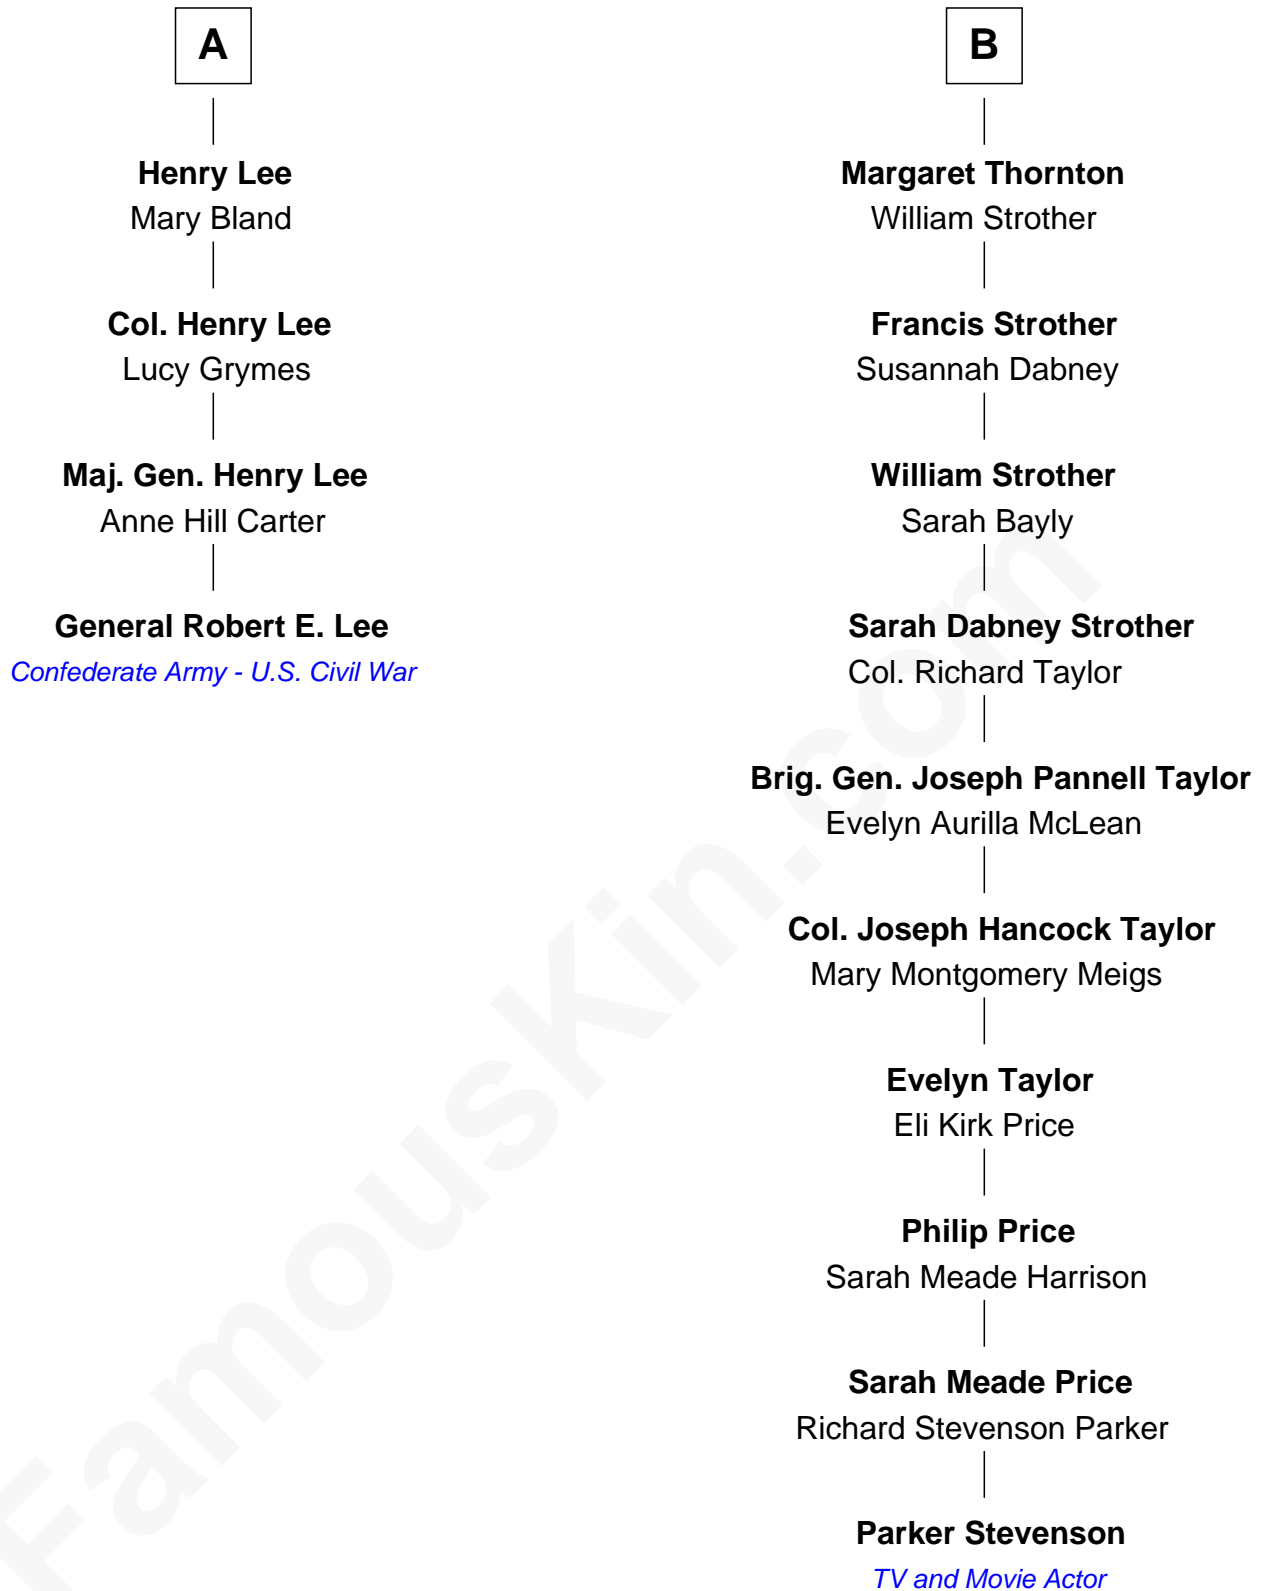 A
Henry Lee
Mary Bland
Col. Henry Lee
Lucy Grymes
Maj. Gen. Henry Lee
Anne Hill Carter
General Robert E. Lee
Confederate Army - U.S. Civil War
B
Margaret Thornton
William Strother
Francis Strother
Susannah Dabney
William Strother
Sarah Bayly
Sarah Dabney Strother
Col. Richard Taylor
Brig. Gen. Joseph Pannell Taylor
Evelyn Aurilla McLean
Col. Joseph Hancock Taylor
Mary Montgomery Meigs
Evelyn Taylor
Eli Kirk Price
Philip Price
Sarah Meade Harrison
Sarah Meade Price
Richard Stevenson Parker
Parker Stevenson
TV and Movie Actor
FamousKin.com